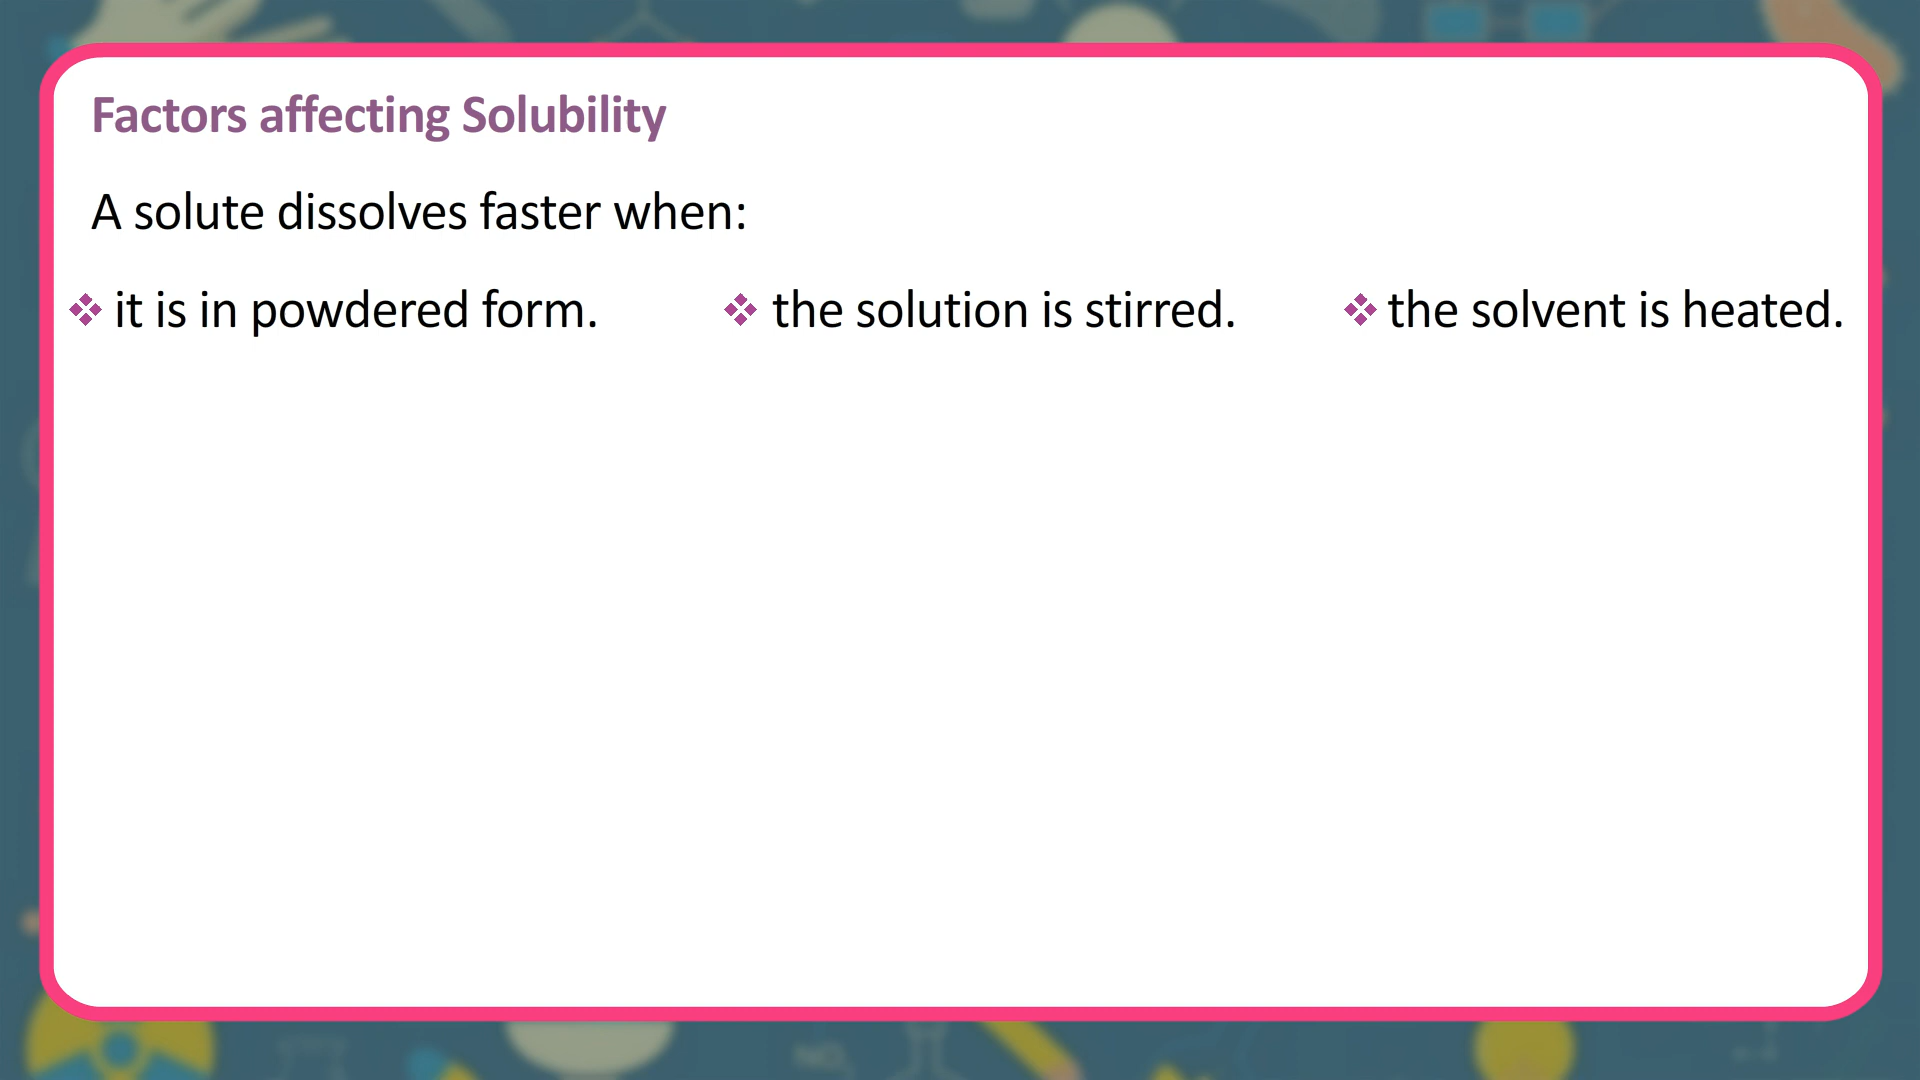 Factors affecting Solubility
A solute dissolves faster when:
❖ it is in powdered form. ❖ the solution is stirred. ❖ the solvent is heated.
NO